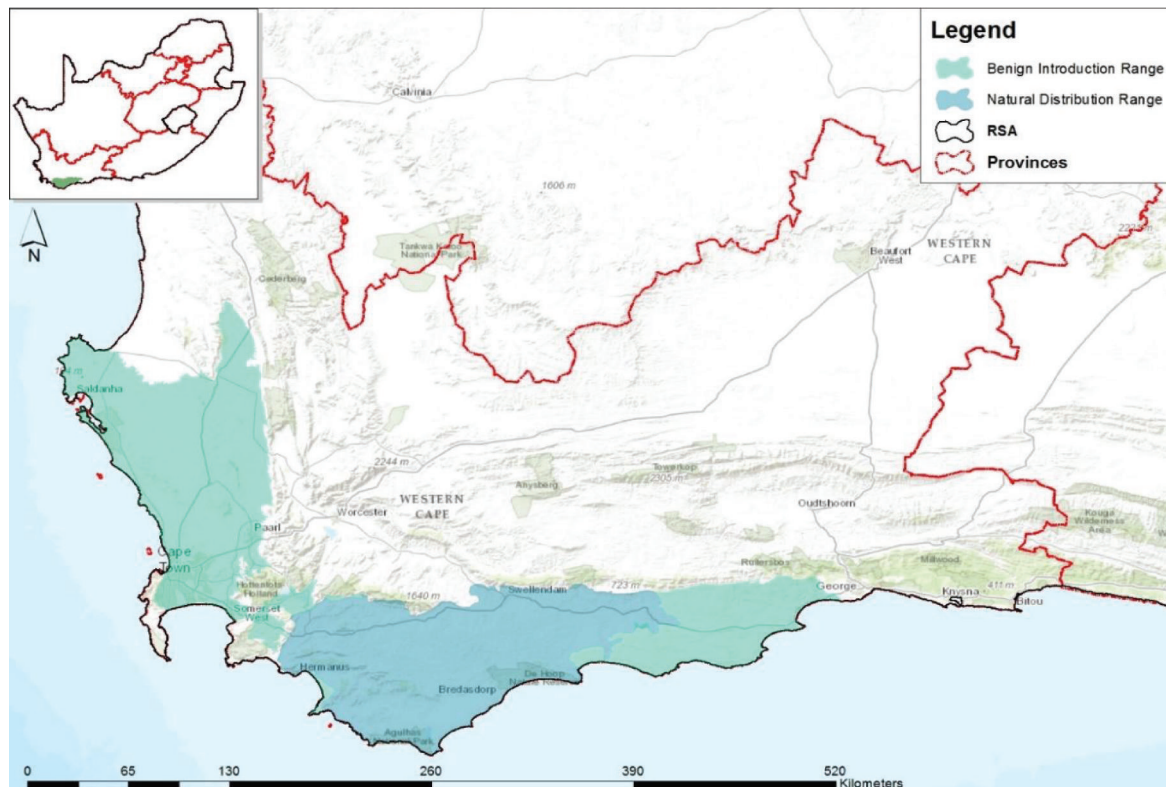 Legend
Benign Introduction Range
Natural Distribution Range
RSA
Provinces
Calvinia
1606 m
N
Tankwa Karoo
National Park
Cederberg
Beaufort
West
WESTERN
CAPE
Saldanha
2244 m
Towerkop
2305 m
Anysberg
WESTERN
CAPE
Worcester
Oudtshoorn
Kouga
Wilderness
Area
Paarl
Cape
Town
Hottentots
Holland
Somerset
West
1640 m
Swellendam
723 m
Ruitersbos
George
Millwood
411 m
Knysna
Bitou
Hermanus
De Hoop
Nature Reserve
Bredasdorp
Agulhas
National Park
0 65 130 260 390 520
Kilometers